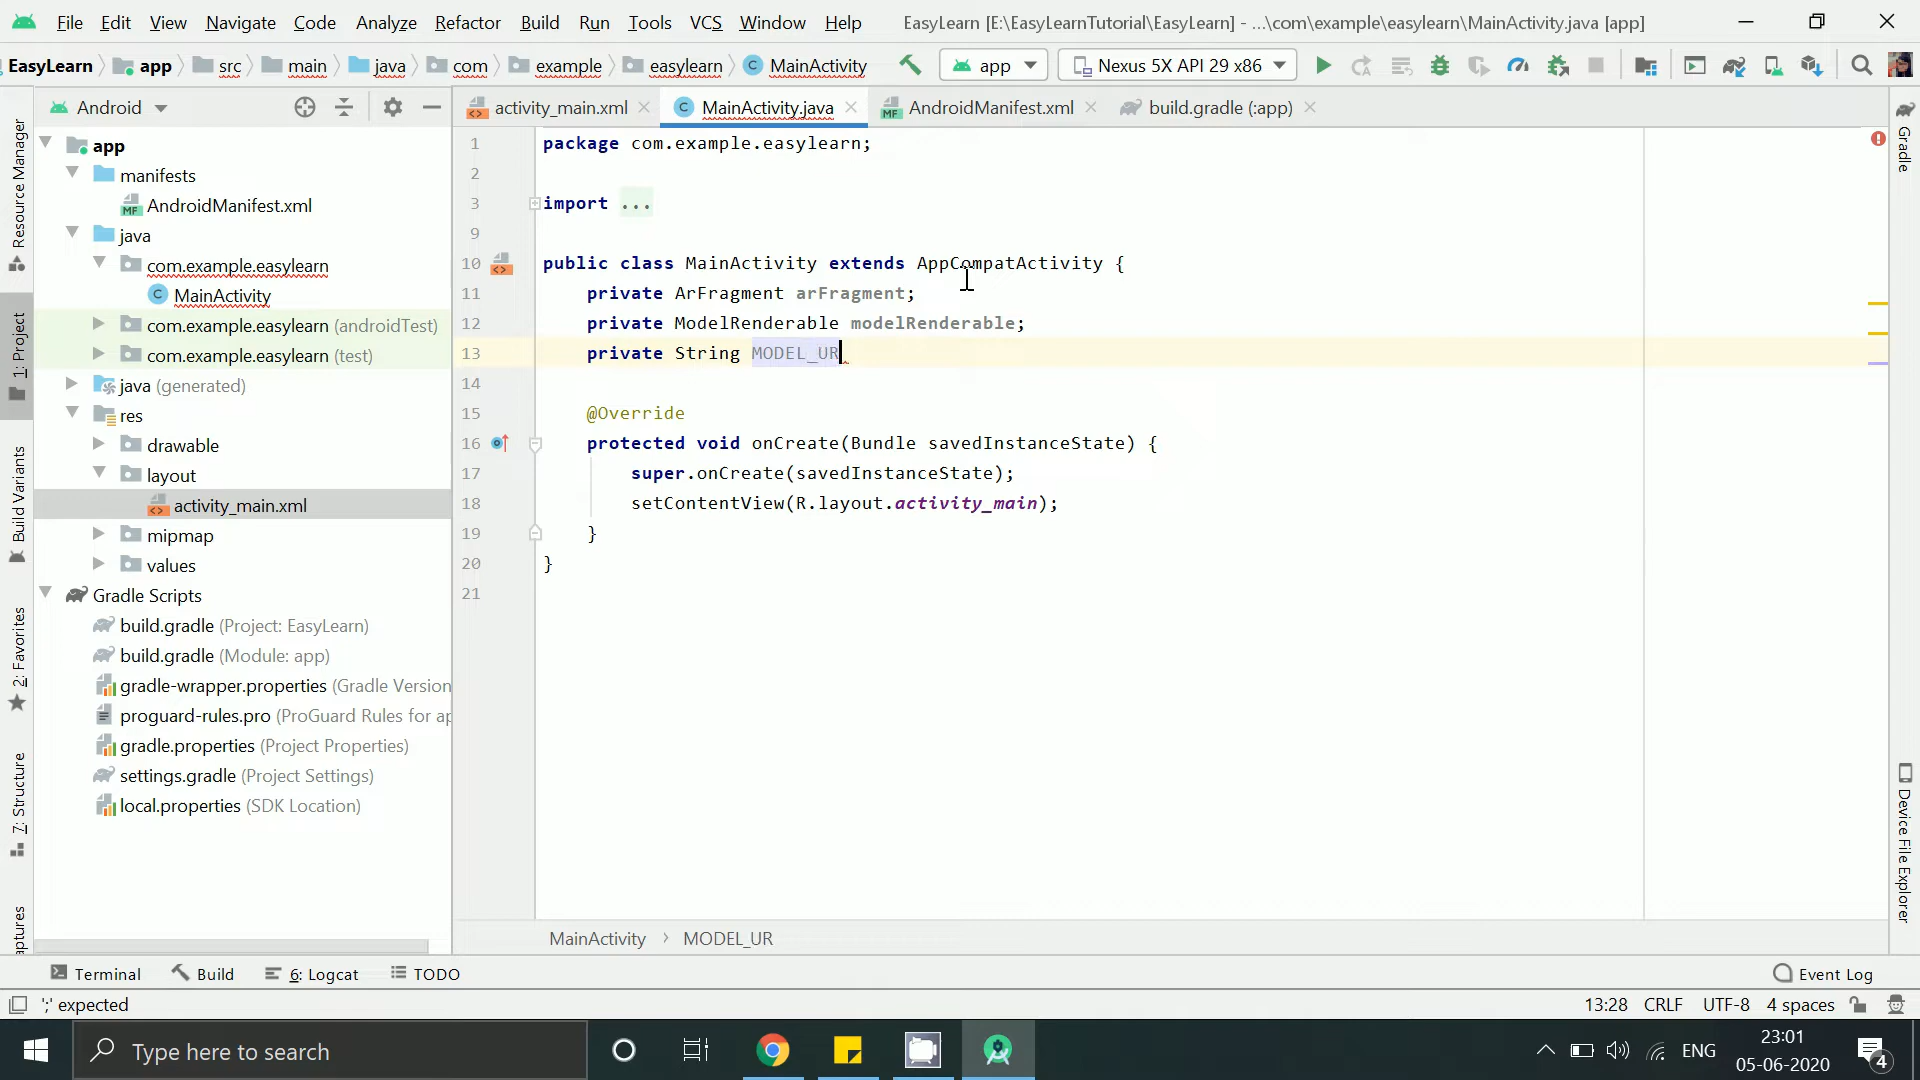 File Edit View Navigate Code Analyze Refactor Build Run Tools VCS Window Help EasyLearn [E:\EasyLearnTutorial\EasyLearn] - ...\com\example\easylearn\MainActivity.java [app]
EasyLearn app src main java com example easylearn MainActivity app Nexus 5X API 29 x86
Android
activity_main.xml MainActivity.java AndroidManifest.xml build.gradle (:app)
Resource Manager
1: Project
Build Variants
2: Favorites
7: Structure
aptures
app
manifests
AndroidManifest.xml
java
com.example.easylearn
MainActivity
com.example.easylearn (androidTest)
com.example.easylearn (test)
java (generated)
res
drawable
layout
activity_main.xml
mipmap
values
Gradle Scripts
build.gradle (Project: EasyLearn)
build.gradle (Module: app)
gradle-wrapper.properties (Gradle Version
proguard-rules.pro (ProGuard Rules for ap
gradle.properties (Project Properties)
settings.gradle (Project Settings)
local.properties (SDK Location)
1 package com.example.easylearn;
2
3 import ...
9
10 public class MainActivity extends AppCompatActivity {
11 private ArFragment arFragment;
12 private ModelRenderable modelRenderable;
13 private String MODEL_UR
14
15 @Override
16 protected void onCreate(Bundle savedInstanceState) {
17 super.onCreate(savedInstanceState);
18 setContentView(R.layout.activity_main);
19 }
20 }
21
Gradle
Device File Explorer
MainActivity MODEL_UR
Terminal Build 6: Logcat TODO Event Log
';' expected 13:28 CRLF UTF-8 4 spaces
Type here to search ENG 23:01
05-06-2020 4